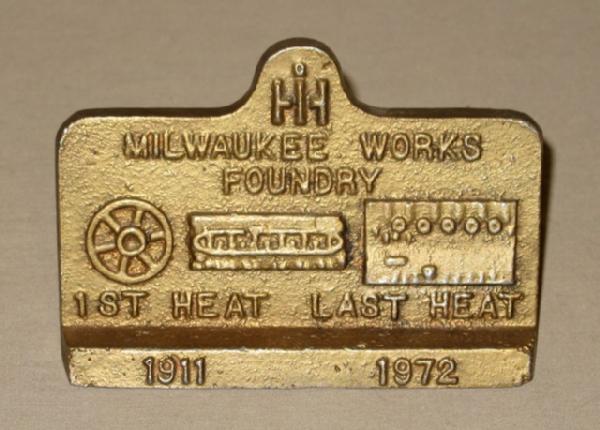 IH
MILWAUKEE WORKS
FOUNDRY
1ST HEAT LAST HEAT
1911 1972